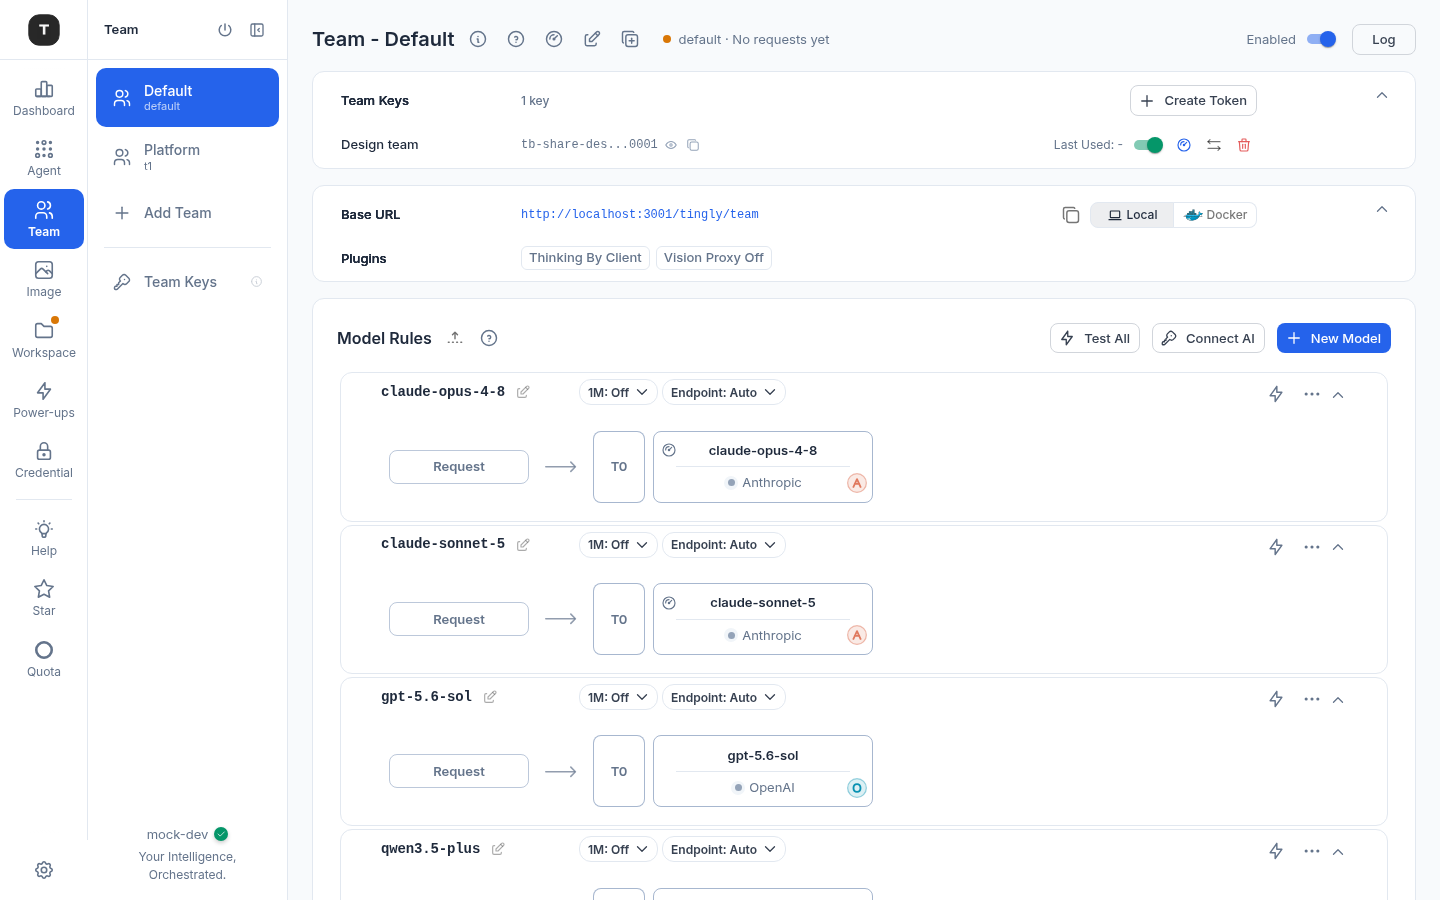 T
Dashboard
Agent
Team
Image
Workspace
Power-ups
Credential
Help
Star
Quota
Team
Default
default
Platform
t1
Add Team
Team Keys
mock-dev
Your Intelligence,
Orchestrated.
Team - Default
default · No requests yet
Enabled
Log
Team Keys
1 key
Create Token
Design team
tb-share-des...0001
Last Used: -
Base URL
http://localhost:3001/tingly/team
Local
Docker
Plugins
Thinking By Client
Vision Proxy Off
Model Rules
Test All
Connect AI
New Model
claude-opus-4-8
1M: Off
Endpoint: Auto
Request
T0
claude-opus-4-8
Anthropic
A
claude-sonnet-5
1M: Off
Endpoint: Auto
Request
T0
claude-sonnet-5
Anthropic
A
gpt-5.6-sol
1M: Off
Endpoint: Auto
Request
T0
gpt-5.6-sol
OpenAI
O
qwen3.5-plus
1M: Off
Endpoint: Auto